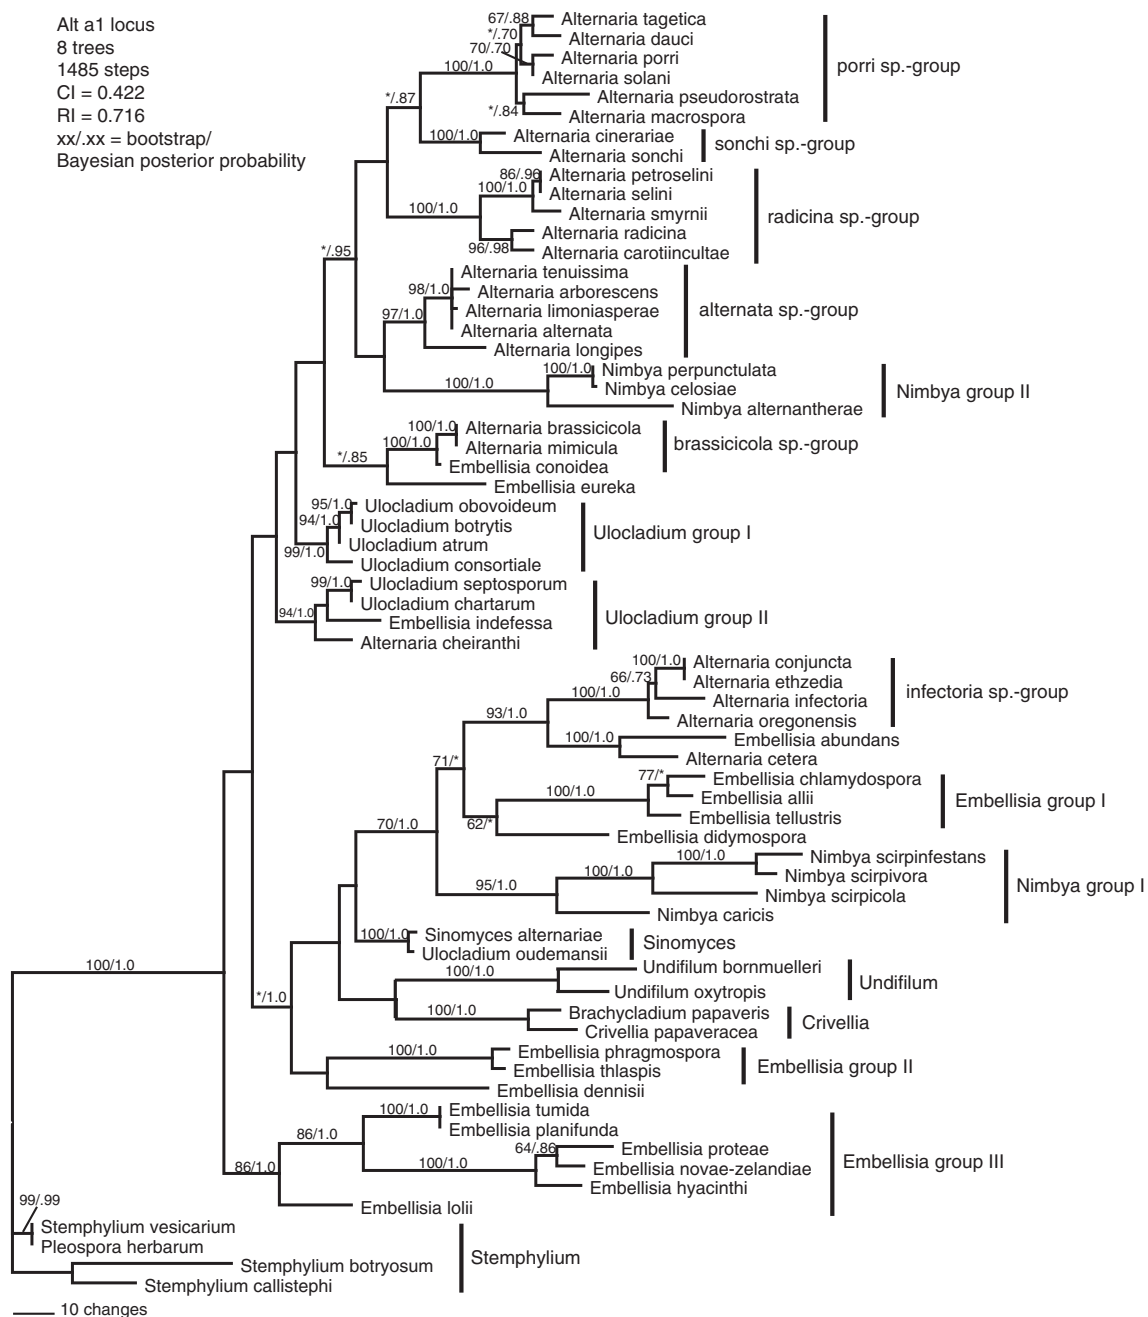 Alt a1 locus
8 trees
1485 steps
CI = 0.422
RI = 0.716
xx/.xx = bootstrap/
Bayesian posterior probability
67/.88
Alternaria tagetica
*/.70
Alternaria dauci
70/.70
Alternaria porri
porri sp.-group
100/1.0
Alternaria solani
*/.87
Alternaria pseudorostrata
*/.84
Alternaria macrospora
100/1.0
Alternaria cinerariae
sonchi sp.-group
Alternaria sonchi
86/.96
Alternaria petroselini
100/1.0
Alternaria selini
100/1.0
Alternaria smyrnii
radicina sp.-group
Alternaria radicina
96/.98
Alternaria carotiincultae
*/.95
Alternaria tenuissima
98/1.0
Alternaria arborescens
97/1.0
Alternaria limoniasperae
alternata sp.-group
Alternaria alternata
Alternaria longipes
100/1.0
Nimbya perpunctulata
100/1.0
Nimbya celosiae
Nimbya group II
Nimbya alternantherae
100/1.0
Alternaria brassicicola
100/1.0
Alternaria mimicula
brassicicola sp.-group
*/.85
Embellisia conoidea
Embellisia eureka
95/1.0
Ulocladium obovoideum
94/1.0
Ulocladium botrytis
Ulocladium group I
99/1.0
Ulocladium atrum
Ulocladium consortiale
99/1.0
Ulocladium septosporum
Ulocladium chartarum
94/1.0
Embellisia indefessa
Ulocladium group II
Alternaria cheiranthi
100/1.0
Alternaria conjuncta
66/.73
Alternaria ethzedia
infectoria sp.-group
100/1.0
Alternaria infectoria
93/1.0
Alternaria oregonensis
100/1.0
Embellisia abundans
Alternaria cetera
71/*
77/*
Embellisia chlamydospora
100/1.0
Embellisia allii
Embellisia group I
Embellisia tellustris
62/*
Embellisia didymospora
70/1.0
100/1.0
Nimbya scirpinfestans
100/1.0
Nimbya scirpivora
95/1.0
Nimbya group I
Nimbya scirpicola
Nimbya caricis
100/1.0
Sinomyces alternariae
Sinomyces
Ulocladium oudemansii
100/1.0
100/1.0
Undifilum bornmuelleri
Undifilum
Undifilum oxytropis
*/1.0
100/1.0
Brachycladium papaveris
Crivellia
Crivellia papaveracea
100/1.0
Embellisia phragmospora
Embellisia group II
Embellisia thlaspis
Embellisia dennisii
100/1.0
Embellisia tumida
86/1.0
Embellisia planifunda
64/.86
Embellisia proteae
86/1.0
100/1.0
Embellisia novae-zelandiae
Embellisia group III
Embellisia hyacinthi
99/.99
Embellisia lolii
Stemphylium vesicarium
Pleospora herbarum
Stemphylium botryosum
Stemphylium
Stemphylium callistephi
10 changes